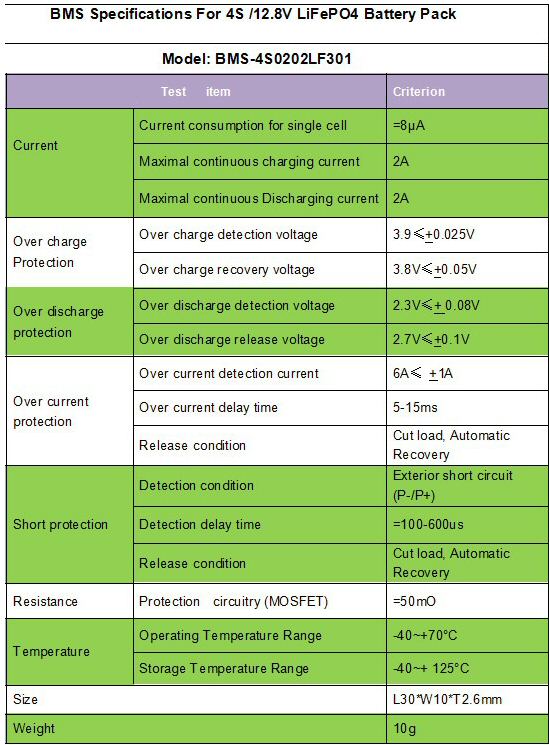 BMS Specifications For 4S /12.8V LiFePO4 Battery Pack
Model: BMS-4S0202LF301
Test item Criterion
Current
Current consumption for single cell =8μA
Maximal continuous charging current 2A
Maximal continuous Discharging current 2A
Over charge
Protection
Over charge detection voltage 3.9⩽±0.025V
Over charge recovery voltage 3.8V⩽±0.05V
Over discharge
protection
Over discharge detection voltage 2.3V⩽± 0.08V
Over discharge release voltage 2.7V⩽±0.1V
Over current
protection
Over current detection current 6A⩽ ±1A
Over current delay time 5-15ms
Release condition Cut load, Automatic
Recovery
Short protection
Detection condition Exterior short circuit
(P-/P+)
Detection delay time =100-600us
Release condition Cut load, Automatic
Recovery
Resistance Protection circuitry (MOSFET) =50mO
Temperature
Operating Temperature Range -40~+70°C
Storage Temperature Range -40~+ 125°C
Size L30*W10*T2.6mm
Weight 10g